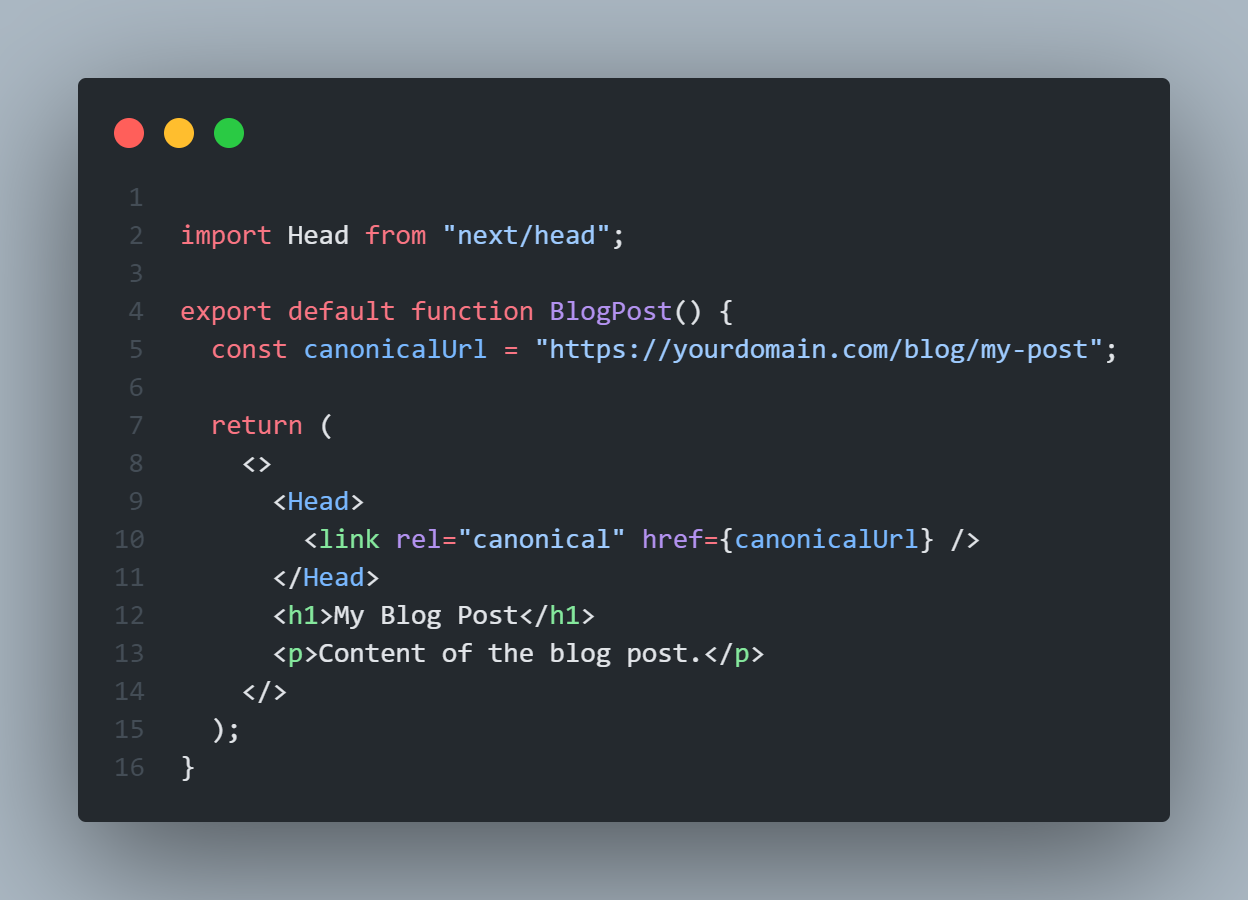 1
2 import Head from "next/head";
3
4 export default function BlogPost() {
5   const canonicalUrl = "https://yourdomain.com/blog/my-post";
6
7   return (
8     <>
9       <Head>
10         <link rel="canonical" href={canonicalUrl} />
11       </Head>
12       <h1>My Blog Post</h1>
13       <p>Content of the blog post.</p>
14     </>
15   );
16 }